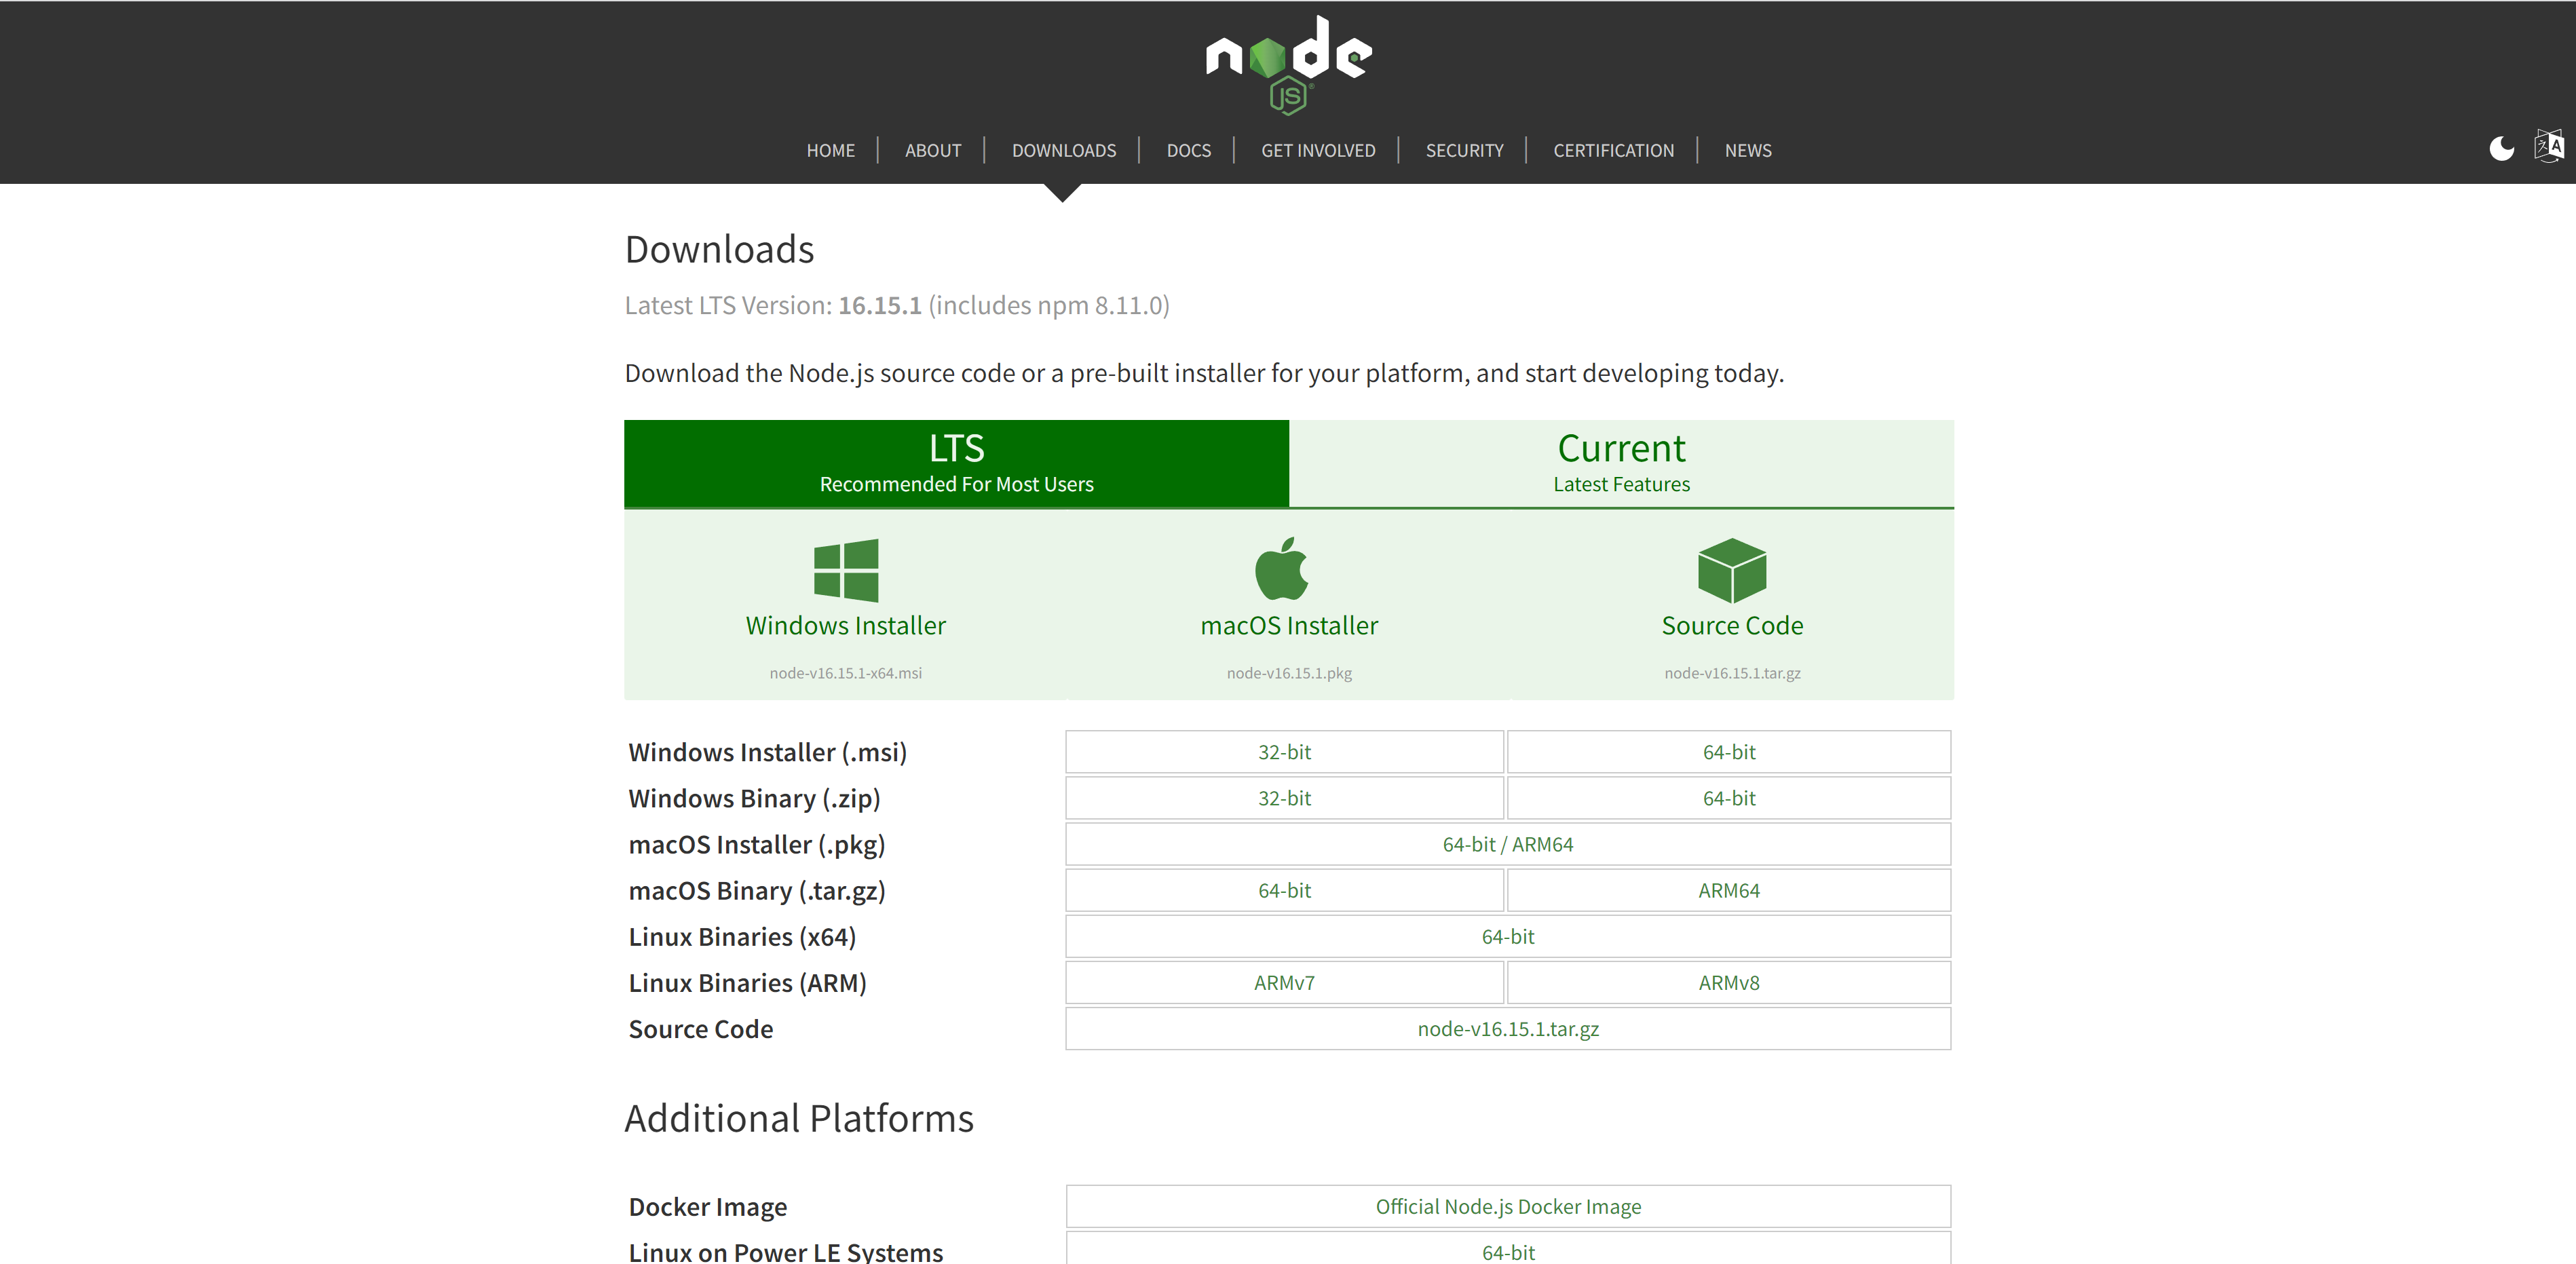 node
JS
HOME | ABOUT | DOWNLOADS | DOCS | GET INVOLVED | SECURITY | CERTIFICATION | NEWS
Downloads
Latest LTS Version: 16.15.1 (includes npm 8.11.0)
Download the Node.js source code or a pre-built installer for your platform, and start developing today.
LTS
Recommended For Most Users
Current
Latest Features
Windows Installer
node-v16.15.1-x64.msi
macOS Installer
node-v16.15.1.pkg
Source Code
node-v16.15.1.tar.gz
Windows Installer (.msi) 32-bit 64-bit
Windows Binary (.zip) 32-bit 64-bit
macOS Installer (.pkg) 64-bit / ARM64
macOS Binary (.tar.gz) 64-bit ARM64
Linux Binaries (x64) 64-bit
Linux Binaries (ARM) ARMv7 ARMv8
Source Code node-v16.15.1.tar.gz
Additional Platforms
Docker Image Official Node.js Docker Image
Linux on Power LE Systems 64-bit